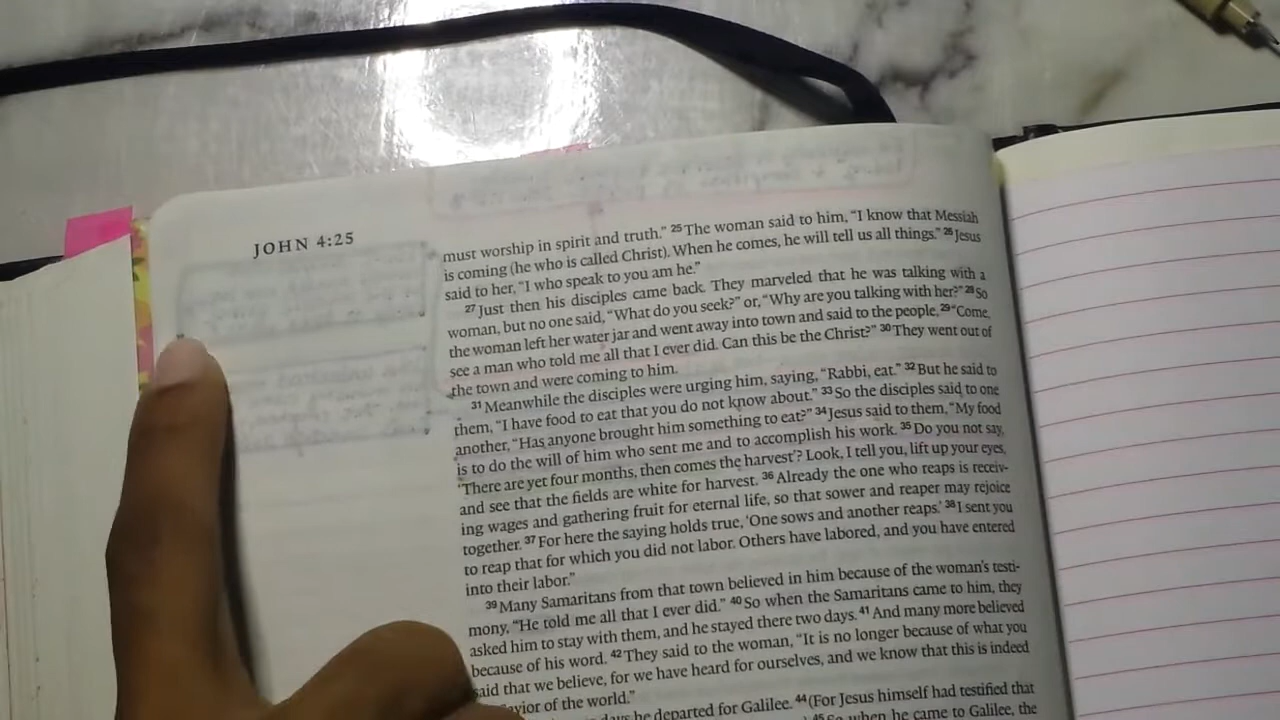 JOHN 4:25
must worship in spirit and truth.” 25 The woman said to him, “I know that Messiah
is coming (he who is called Christ). When he comes, he will tell us all things.” 26 Jesus
said to her, “I who speak to you am he.”
27 Just then his disciples came back. They marveled that he was talking with a
woman, but no one said, “What do you seek?” or, “Why are you talking with her?” 28 So
the woman left her water jar and went away into town and said to the people, 29 “Come,
see a man who told me all that I ever did. Can this be the Christ?” 30 They went out of
the town and were coming to him.
31 Meanwhile the disciples were urging him, saying, “Rabbi, eat.” 32 But he said to
them, “I have food to eat that you do not know about.” 33 So the disciples said to one
another, “Has anyone brought him something to eat?” 34 Jesus said to them, “My food
is to do the will of him who sent me and to accomplish his work. 35 Do you not say,
‘There are yet four months, then comes the harvest’? Look, I tell you, lift up your eyes,
and see that the fields are white for harvest. 36 Already the one who reaps is receiv-
ing wages and gathering fruit for eternal life, so that sower and reaper may rejoice
together. 37 For here the saying holds true, ‘One sows and another reaps.’ 38 I sent you
to reap that for which you did not labor. Others have labored, and you have entered
into their labor.”
39 Many Samaritans from that town believed in him because of the woman’s testi-
mony, “He told me all that I ever did.” 40 So when the Samaritans came to him, they
asked him to stay with them, and he stayed there two days. 41 And many more believed
because of his word. 42 They said to the woman, “It is no longer because of what you
said that we believe, for we have heard for ourselves, and we know that this is indeed
of the world.”
he departed for Galilee. 44 (For Jesus himself had testified that
45 So when he came to Galilee, the